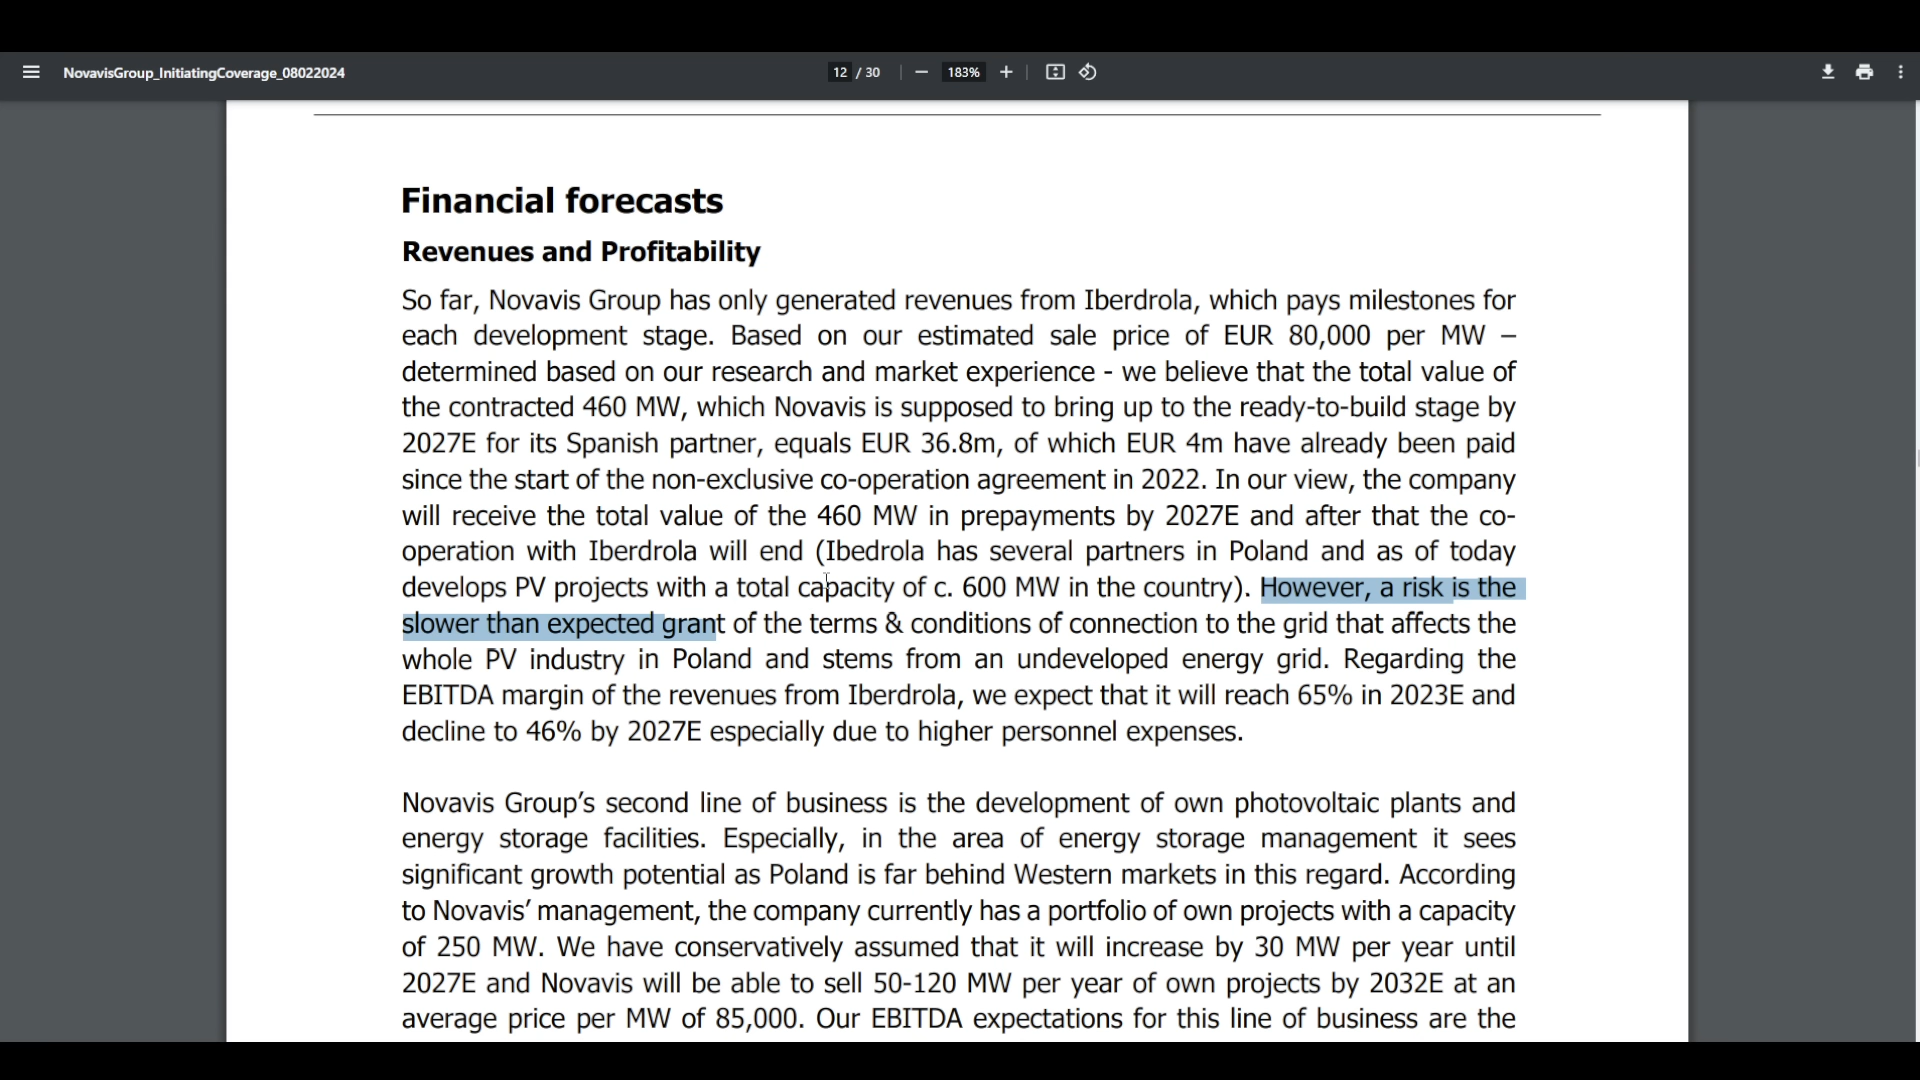 NovavisGroup_InitiatingCoverage_08022024
12 / 30
183%
Financial forecasts
Revenues and Profitability
So far, Novavis Group has only generated revenues from Iberdrola, which pays milestones for
each development stage. Based on our estimated sale price of EUR 80,000 per MW –
determined based on our research and market experience - we believe that the total value of
the contracted 460 MW, which Novavis is supposed to bring up to the ready-to-build stage by
2027E for its Spanish partner, equals EUR 36.8m, of which EUR 4m have already been paid
since the start of the non-exclusive co-operation agreement in 2022. In our view, the company
will receive the total value of the 460 MW in prepayments by 2027E and after that the co-
operation with Iberdrola will end (Ibedrola has several partners in Poland and as of today
develops PV projects with a total capacity of c. 600 MW in the country). However, a risk is the
slower than expected grant of the terms & conditions of connection to the grid that affects the
whole PV industry in Poland and stems from an undeveloped energy grid. Regarding the
EBITDA margin of the revenues from Iberdrola, we expect that it will reach 65% in 2023E and
decline to 46% by 2027E especially due to higher personnel expenses.
Novavis Group’s second line of business is the development of own photovoltaic plants and
energy storage facilities. Especially, in the area of energy storage management it sees
significant growth potential as Poland is far behind Western markets in this regard. According
to Novavis’ management, the company currently has a portfolio of own projects with a capacity
of 250 MW. We have conservatively assumed that it will increase by 30 MW per year until
2027E and Novavis will be able to sell 50-120 MW per year of own projects by 2032E at an
average price per MW of 85,000. Our EBITDA expectations for this line of business are the